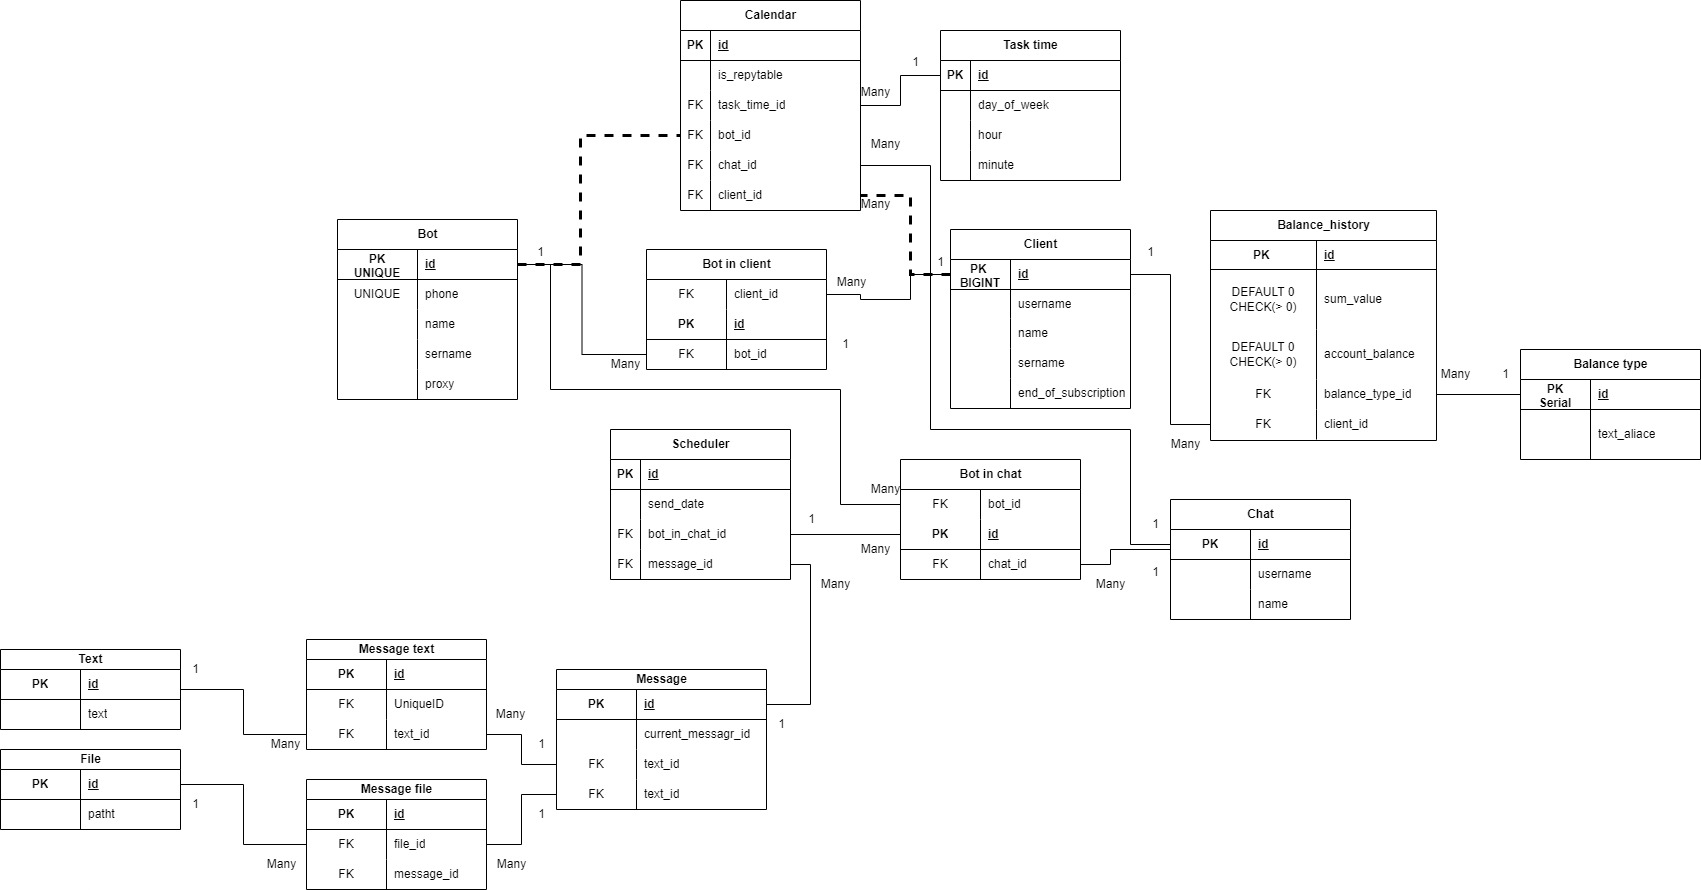 Calendar
PK id
is_repytable
FK task_time_id
FK bot_id
FK chat_id
FK client_id
Many
Many
Many
1
Task time
PK id
day_of_week
hour
minute
Bot
PK
UNIQUE id
UNIQUE phone
name
sername
proxy
1
Bot in client
FK client_id
PK id
FK bot_id
Many
Many
1
1
Client
PK
BIGINT id
username
name
sername
end_of_subscription
1
Many
Balance_history
PK id
DEFAULT 0
CHECK(> 0) sum_value
DEFAULT 0
CHECK(> 0) account_balance
FK balance_type_id
FK client_id
Many
1
Balance type
PK
Serial id
text_aliace
Scheduler
PK id
send_date
FK bot_in_chat_id
FK message_id
1
Many
Many
Many
Bot in chat
FK bot_id
PK id
FK chat_id
Many
1
1
Chat
PK id
username
name
Text
PK id
text
1
Many
Message text
PK id
FK UniqueID
FK text_id
Many
1
Message
PK id
current_messagr_id
FK text_id
FK text_id
1
File
PK id
patht
1
Many
Message file
PK id
FK file_id
FK message_id
1
Many